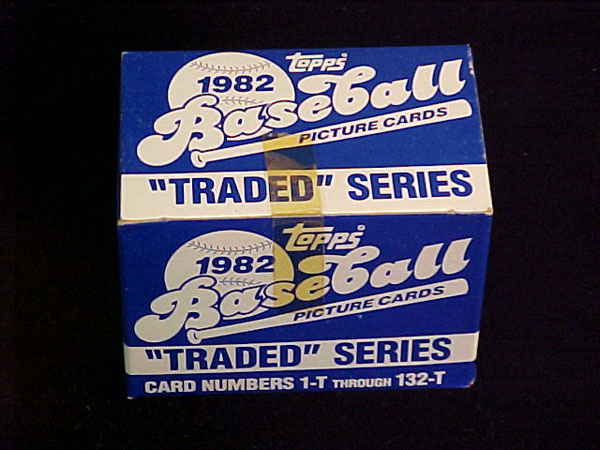 TOPPS®
1982
Baseball
PICTURE CARDS
"TRADED" SERIES
TOPPS®
1982
Baseball
PICTURE CARDS
"TRADED" SERIES
CARD NUMBERS 1-T THROUGH 132-T